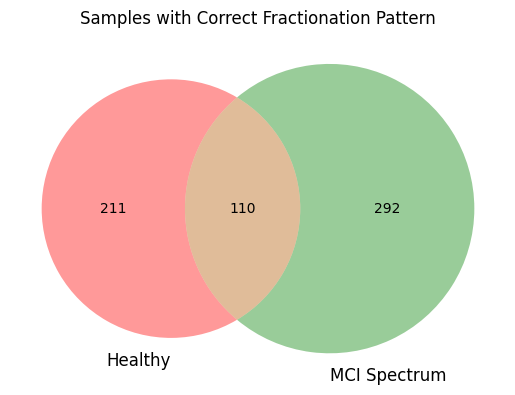 Samples with Correct Fractionation Pattern
211
110
292
Healthy
MCI Spectrum